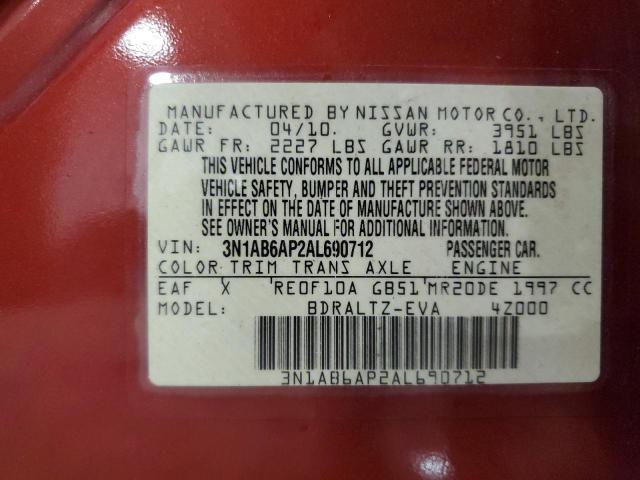 MANUFACTURED BY NISSAN MOTOR CO., LTD.
DATE: 04/10. GVWR: 3951 LBS
GAWR FR: 2227 LBS GAWR RR: 1810 LBS
THIS VEHICLE CONFORMS TO ALL APPLICABLE FEDERAL MOTOR
VEHICLE SAFETY, BUMPER AND THEFT PREVENTION STANDARDS
IN EFFECT ON THE DATE OF MANUFACTURE SHOWN ABOVE.
SEE OWNER'S MANUAL FOR ADDITIONAL INFORMATION.
VIN: 3N1AB6AP2AL690712 PASSENGER CAR.
COLOR TRIM TRANS AXLE ENGINE
EAF X 'RE0F10A GB51'MR20DE 1997 CC
MODEL: BDRALTZ-EVA 4Z000
3N1AB6AP2AL690712